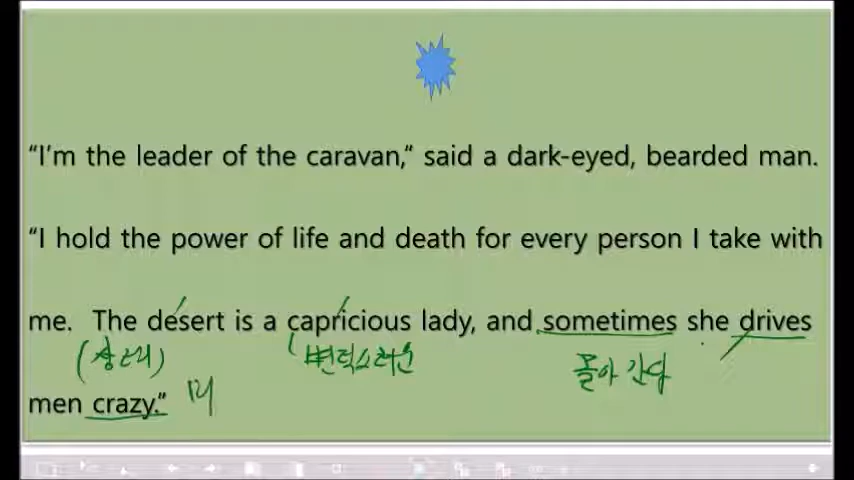 “I’m the leader of the caravan,“ said a dark-eyed, bearded man.
“I hold the power of life and death for every person I take with
me. The desert is a capricious lady, and sometimes she drives
변덕스러운
몰아 간다
men crazy.”